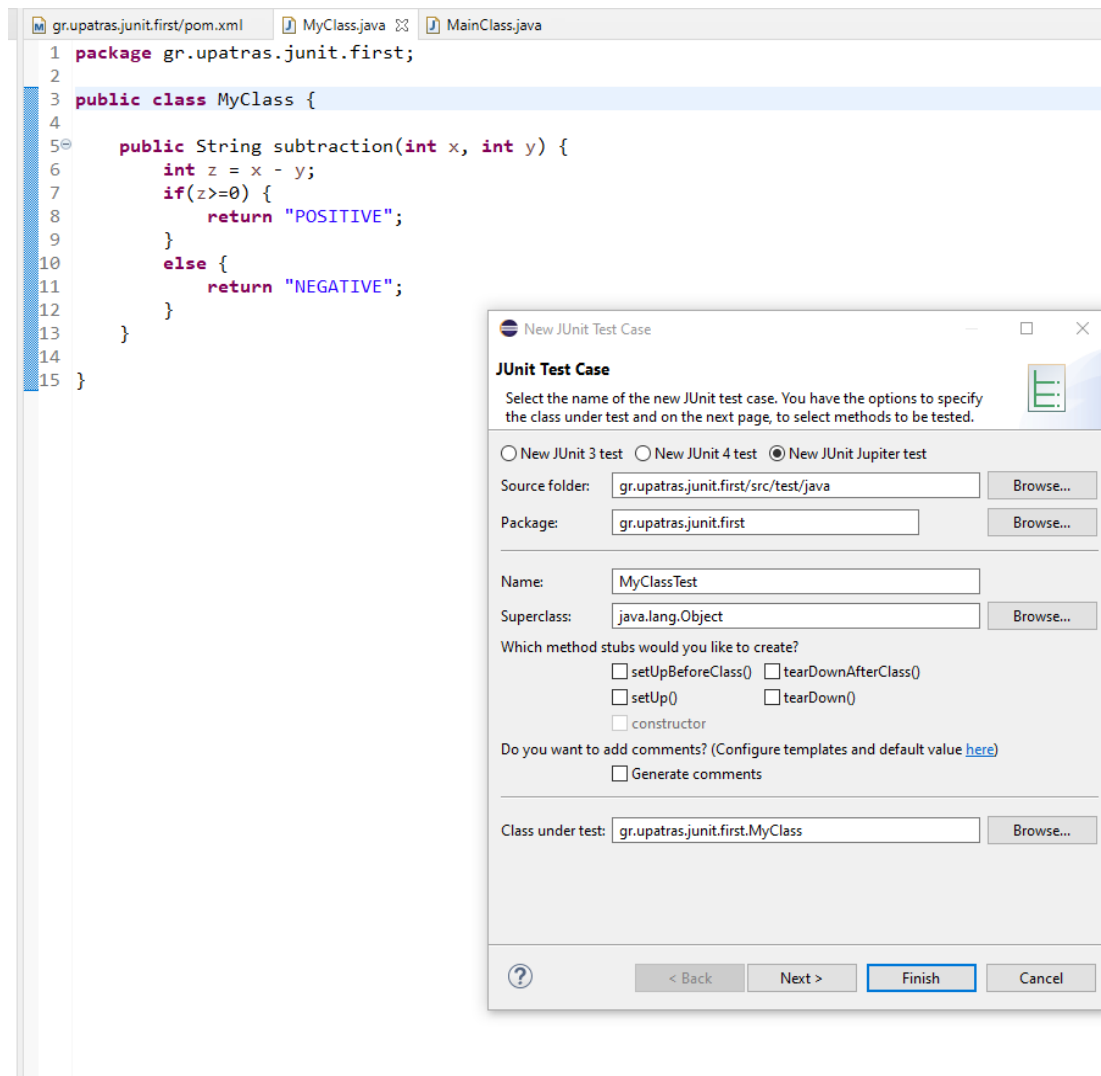 gr.upatras.junit.first/pom.xml MyClass.java MainClass.java
1 package gr.upatras.junit.first;
2
3 public class MyClass {
4
5 public String subtraction(int x, int y) {
6 int z = x - y;
7 if(z>=0) {
8 return "POSITIVE";
9 }
10 else {
11 return "NEGATIVE";
12 }
13 }
14
15 }
New JUnit Test Case
JUnit Test Case
Select the name of the new JUnit test case. You have the options to specify
the class under test and on the next page, to select methods to be tested.
New JUnit 3 test New JUnit 4 test New JUnit Jupiter test
Source folder: gr.upatras.junit.first/src/test/java Browse...
Package: gr.upatras.junit.first Browse...
Name: MyClassTest
Superclass: java.lang.Object Browse...
Which method stubs would you like to create?
setUpBeforeClass() tearDownAfterClass()
setUp() tearDown()
constructor
Do you want to add comments? (Configure templates and default value here)
Generate comments
Class under test: gr.upatras.junit.first.MyClass Browse...
? < Back Next > Finish Cancel